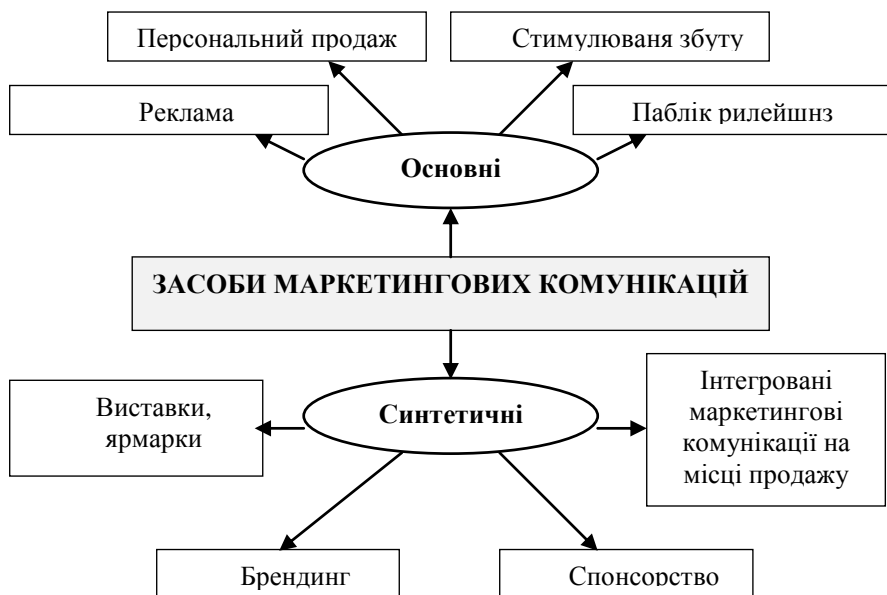 Персональний продаж
Стимулюваня збуту
Реклама
Паблік рилейшнз
Основні
ЗАСОБИ МАРКЕТИНГОВИХ КОМУНІКАЦІЙ
Виставки,
ярмарки
Синтетичні
Інтегровані
маркетингові
комунікації на
місці продажу
Брендинг
Спонсорство